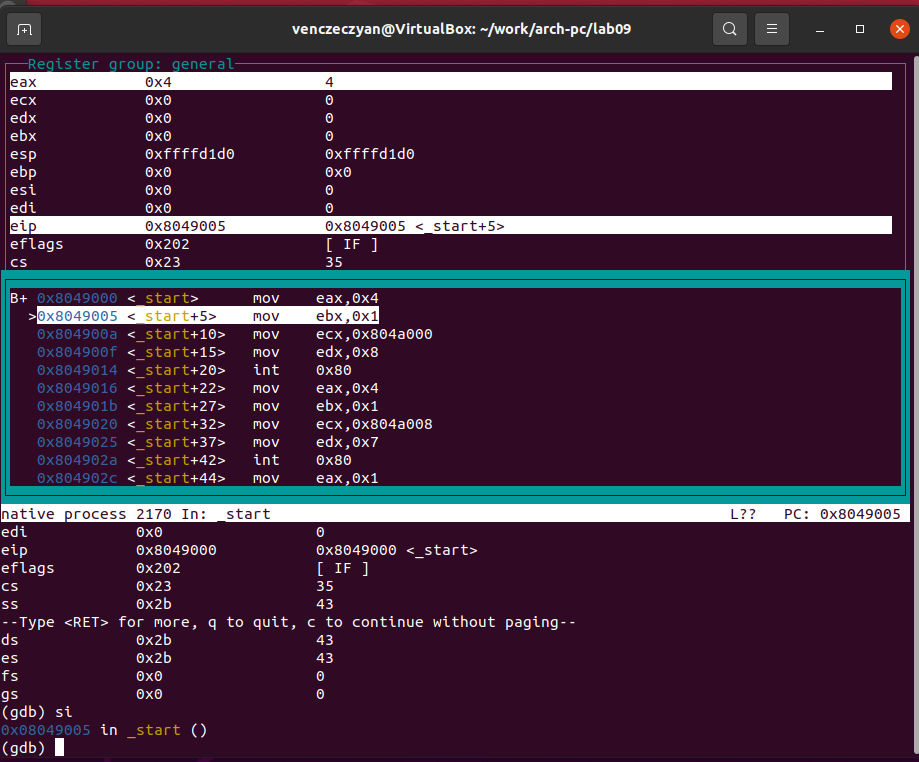 venczeczyan@VirtualBox: ~/work/arch-pc/lab09
Register group: general
eax 0x4 4
ecx 0x0 0
edx 0x0 0
ebx 0x0 0
esp 0xffffd1d0 0xffffd1d0
ebp 0x0 0x0
esi 0x0 0
edi 0x0 0
eip 0x8049005 0x8049005 <_start+5>
eflags 0x202 [ IF ]
cs 0x23 35
B+ 0x8049000 <_start> mov eax,0x4
>0x8049005 <_start+5> mov ebx,0x1
0x804900a <_start+10> mov ecx,0x804a000
0x804900f <_start+15> mov edx,0x8
0x8049014 <_start+20> int 0x80
0x8049016 <_start+22> mov eax,0x4
0x804901b <_start+27> mov ebx,0x1
0x8049020 <_start+32> mov ecx,0x804a008
0x8049025 <_start+37> mov edx,0x7
0x804902a <_start+42> int 0x80
0x804902c <_start+44> mov eax,0x1
native process 2170 In: _start L?? PC: 0x8049005
edi 0x0 0
eip 0x8049000 0x8049000 <_start>
eflags 0x202 [ IF ]
cs 0x23 35
ss 0x2b 43
--Type <RET> for more, q to quit, c to continue without paging--
ds 0x2b 43
es 0x2b 43
fs 0x0 0
gs 0x0 0
(gdb) si
0x08049005 in _start ()
(gdb)